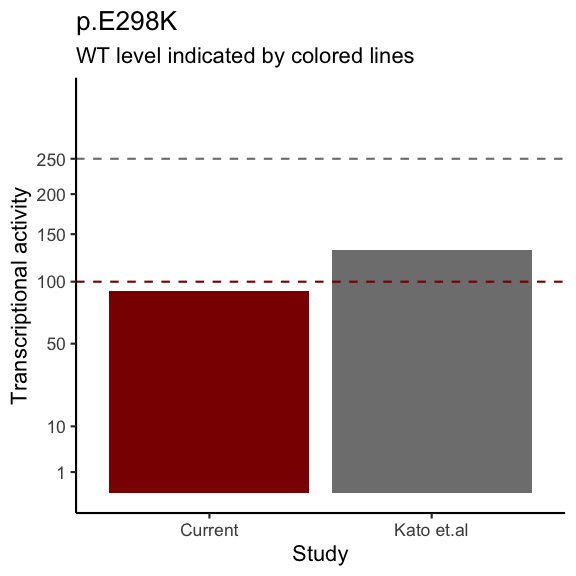 p.E298K
WT level indicated by colored lines
Transcriptional activity
250
200
150
100
50
10
1
Current
Kato et.al
Study